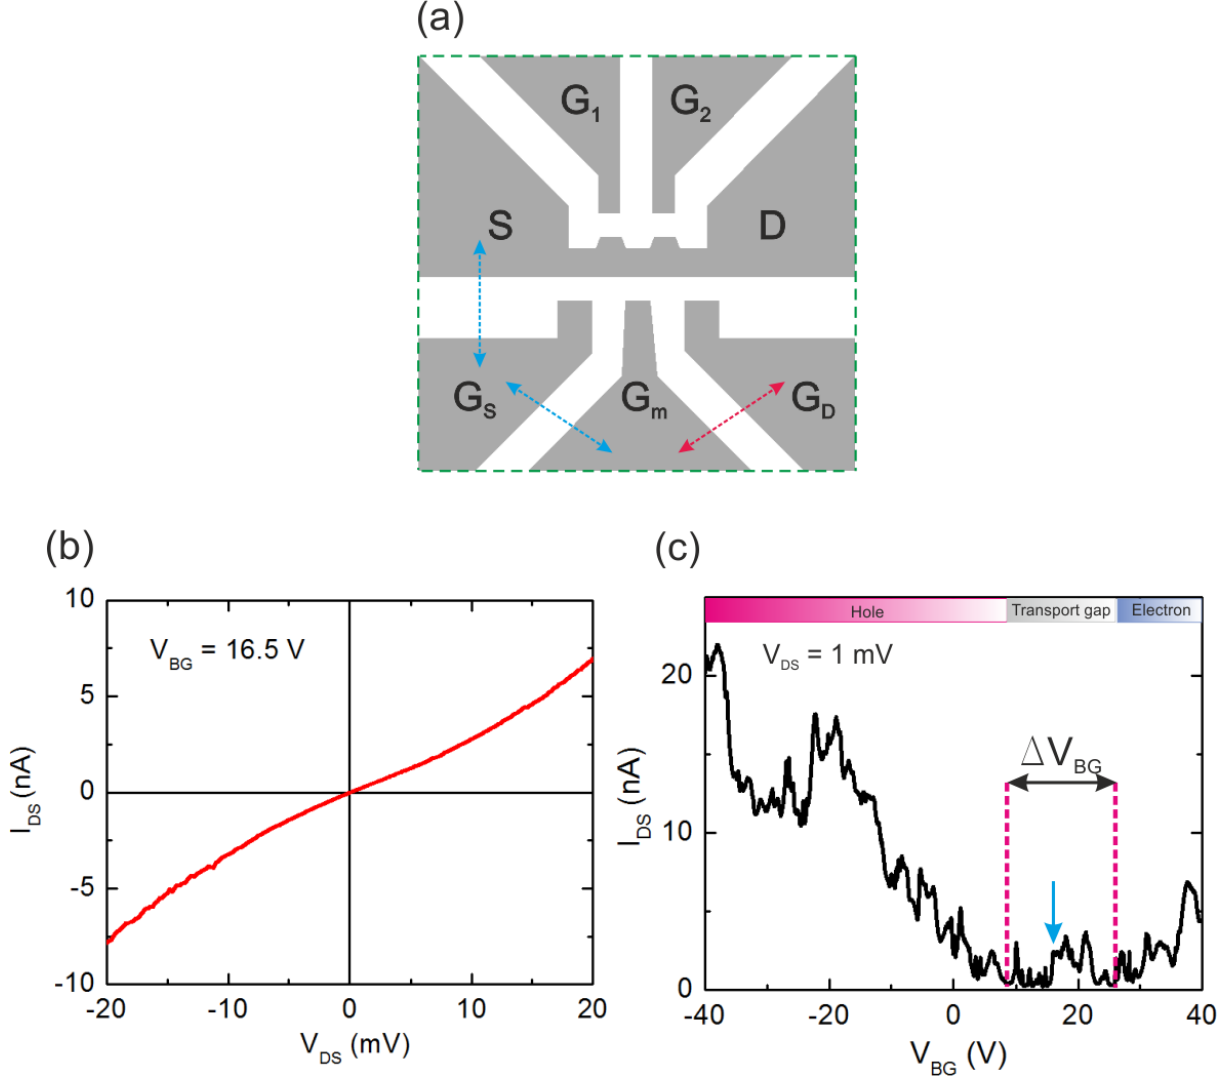 (a)
G1 G2
S D
GS Gm GD
(b)
VBG = 16.5 V
10
5
0
-5
-10
IDS (nA)
-20 -10 0 10 20
VDS (mV)
(c)
Hole Transport gap Electron
VDS = 1 mV
ΔVBG
20
10
0
IDS (nA)
-40 -20 0 20 40
VBG (V)